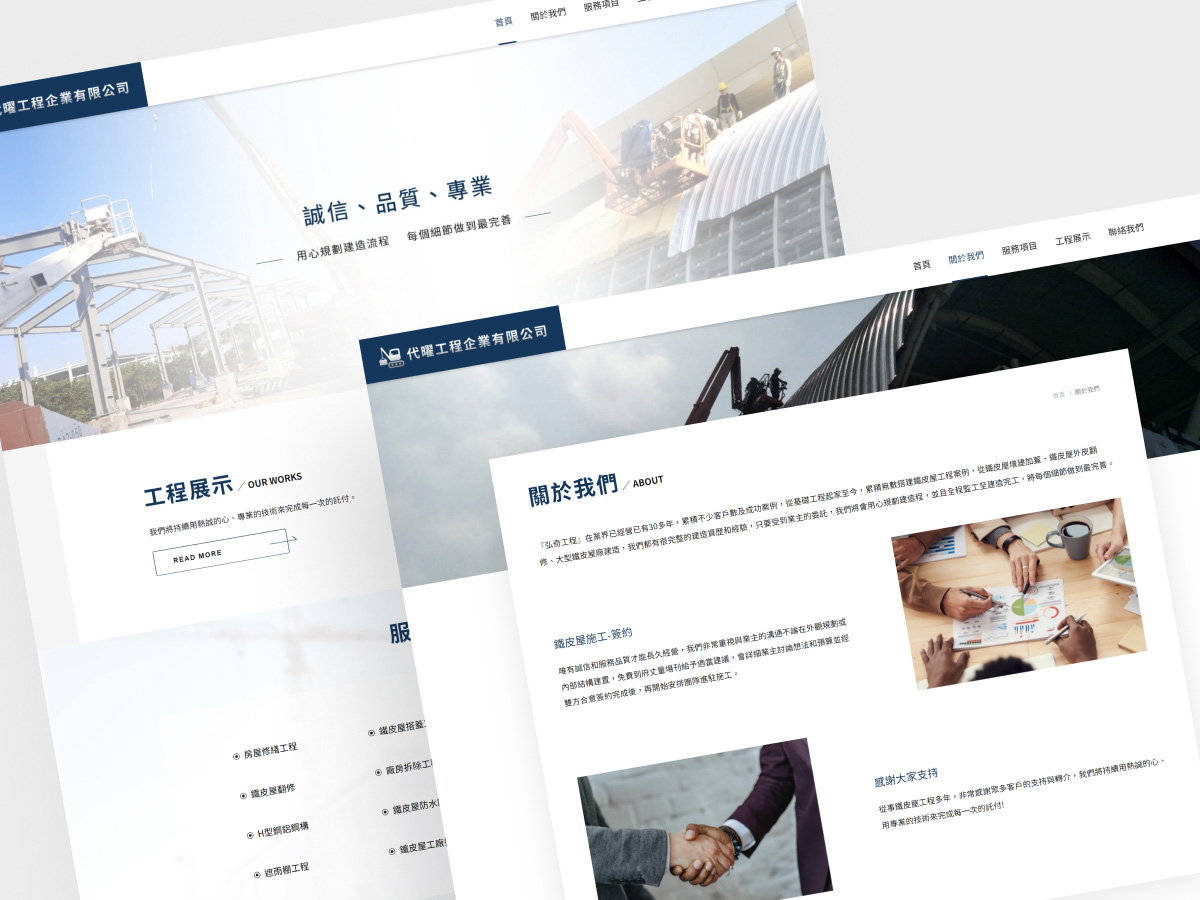 首頁
關於我們
服務項目
代曜工程企業有限公司
誠信、品質、專業
用心規劃建造流程 每個細節做到最完善
工程展示 / OUR WORKS
我們將持續用熱誠的心、專業的技術來完成每一次的託付。
READ MORE
服
房屋修繕工程
鐵皮屋翻修
H型鋼鋁鋼構
遮雨棚工程
鐵皮屋搭蓋
廠房拆除工
鐵皮屋防水
鐵皮屋工廠
首頁
關於我們
服務項目
工程展示
聯絡我們
代曜工程企業有限公司
首頁 > 關於我們
關於我們 / ABOUT
『弘奇工程』在業界已經營已有30多年，累積不少客戶數及成功案例，從基礎工程起家至今，累積無數搭建鐵皮屋工程案例，從鐵皮屋增建加蓋、鐵皮屋外皮翻
修、大型鐵皮屋廠建造，我們都有很完整的建造資歷和經驗，只要受到業主的委託，我們將會用心規劃建造程，並且全程監工至建造完工，將每個細節做到最完善。
鐵皮屋施工-簽約
唯有誠信和服務品質才能長久經營，我們非常重視與業主的溝通不論在外觀規劃或
內部結構建置，免費到府丈量場刊給予適當建議，會詳細業主討論想法和預算並經
雙方合意簽約完成後，再開始安排團隊進駐施工。
感謝大家支持
從事鐵皮屋工程多年，非常感謝眾多客戶的支持與轉介，我們將持續用熱誠的心、
用專業的技術來完成每一次的託付!